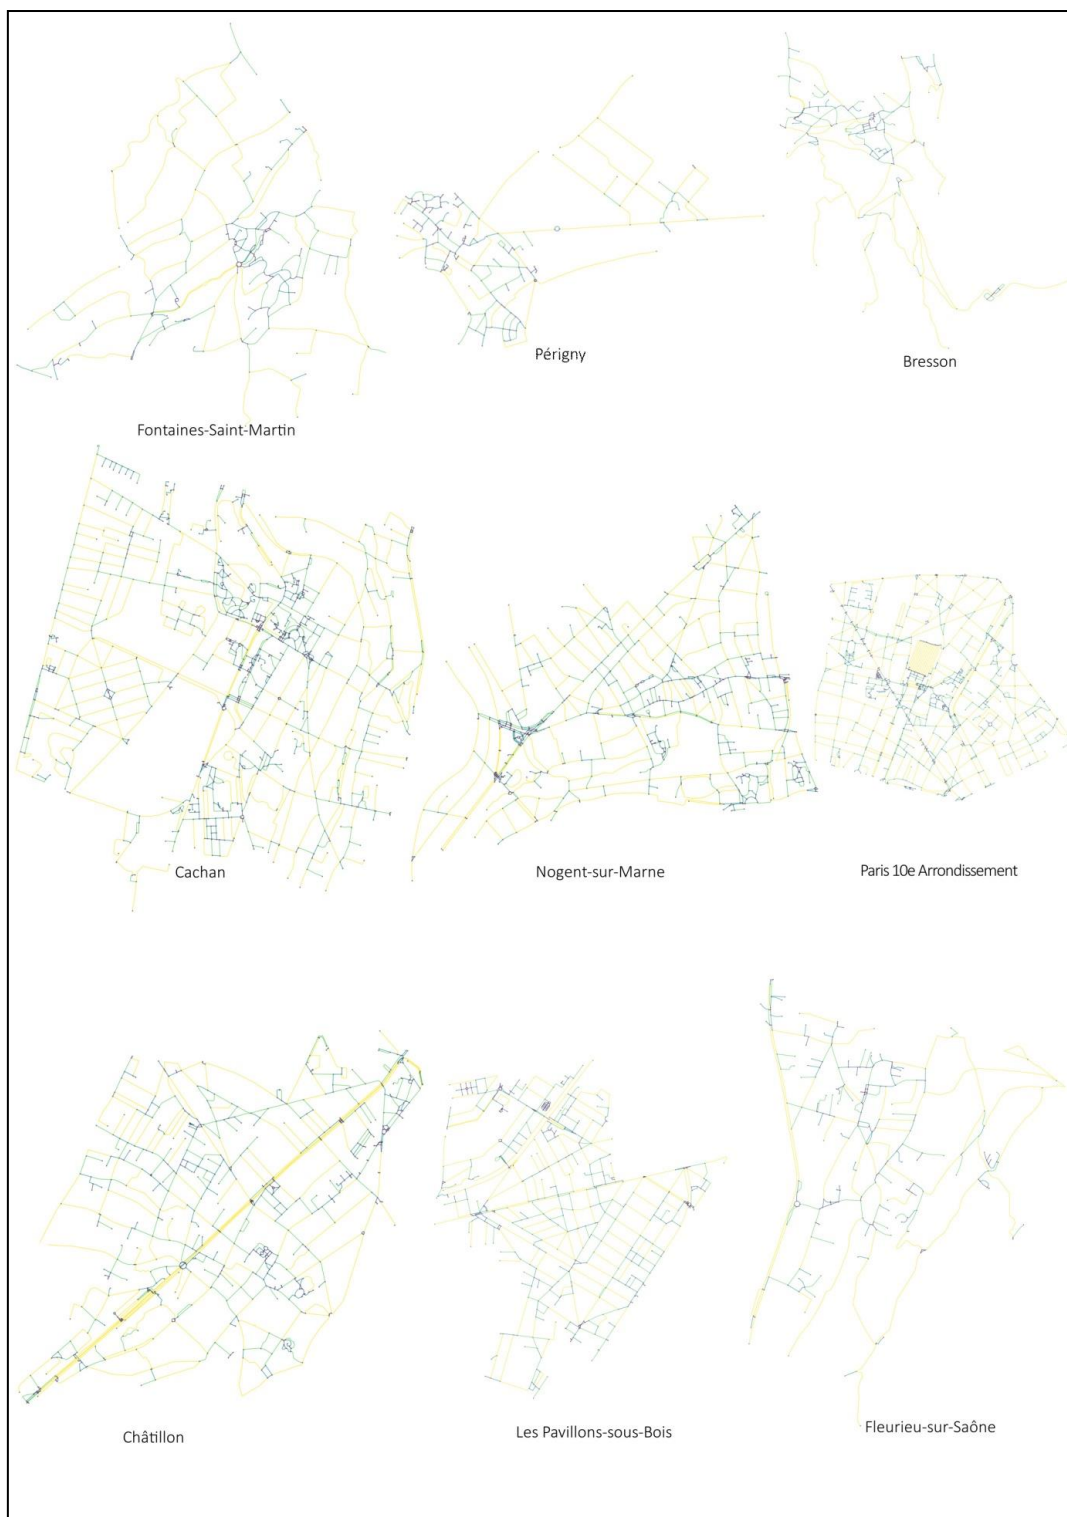 Périgny
Bresson
Fontaines-Saint-Martin
Cachan
Nogent-sur-Marne
Paris 10e Arrondissement
Châtillon
Les Pavillons-sous-Bois
Fleurieu-sur-Saône